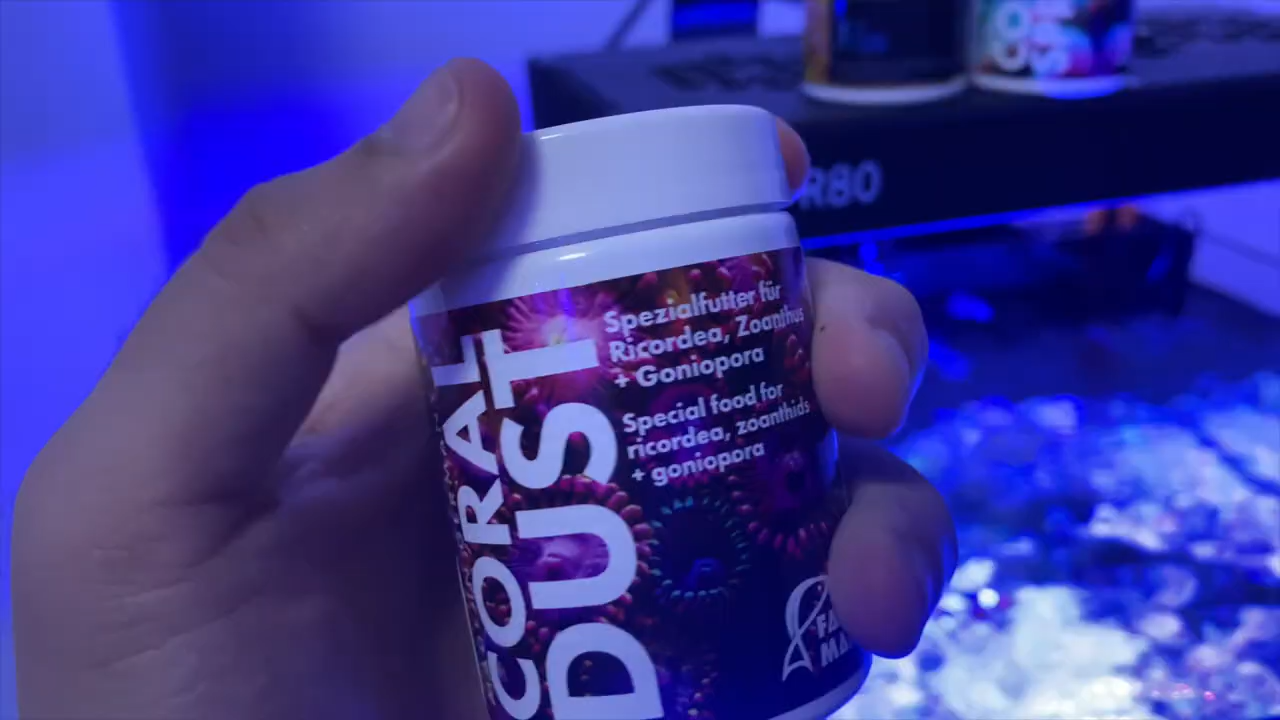 CORAL
DUST
Spezialfutter für
Ricordea, Zoanthus
+ Goniopora
Special food for
ricordea, zoanthids
+ goniopora
R80